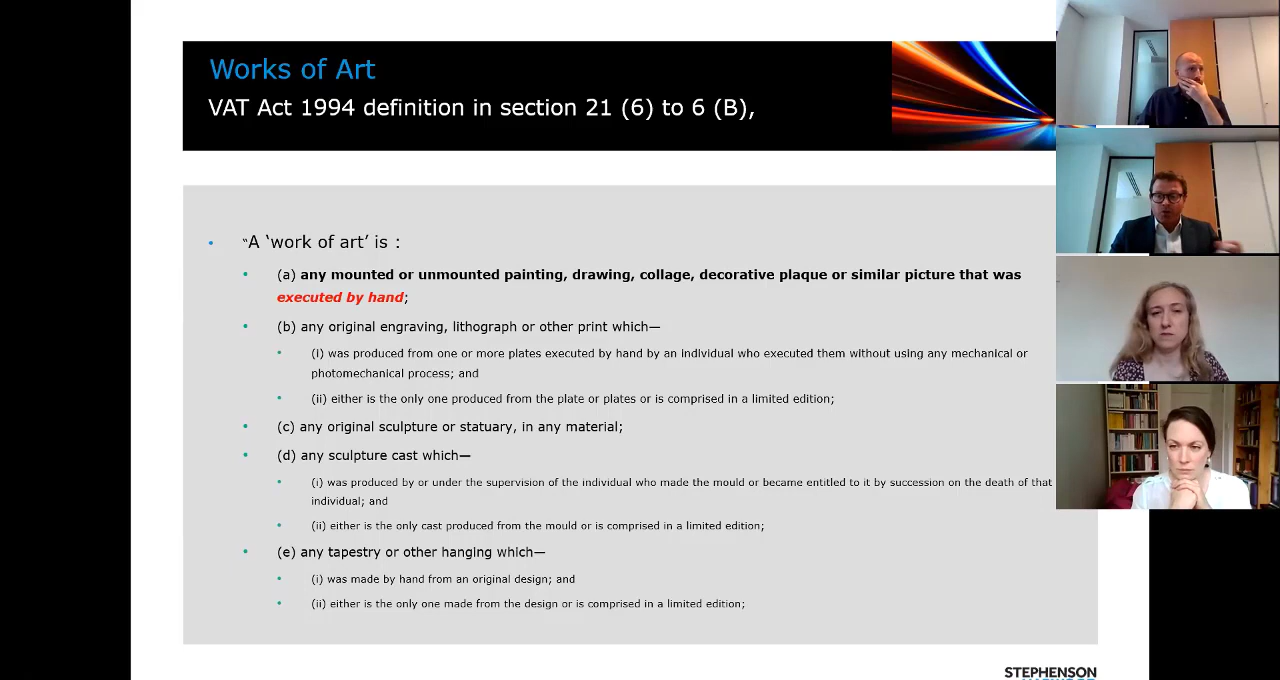 Works of Art
VAT Act 1994 definition in section 21 (6) to 6 (B),
• “A ‘work of art’ is :
• (a) any mounted or unmounted painting, drawing, collage, decorative plaque or similar picture that was
executed by hand;
• (b) any original engraving, lithograph or other print which—
• (i) was produced from one or more plates executed by hand by an individual who executed them without using any mechanical or
photomechanical process; and
• (ii) either is the only one produced from the plate or plates or is comprised in a limited edition;
• (c) any original sculpture or statuary, in any material;
• (d) any sculpture cast which—
• (i) was produced by or under the supervision of the individual who made the mould or became entitled to it by succession on the death of that
individual; and
• (ii) either is the only cast produced from the mould or is comprised in a limited edition;
• (e) any tapestry or other hanging which—
• (i) was made by hand from an original design; and
• (ii) either is the only one made from the design or is comprised in a limited edition;
STEPHENSON